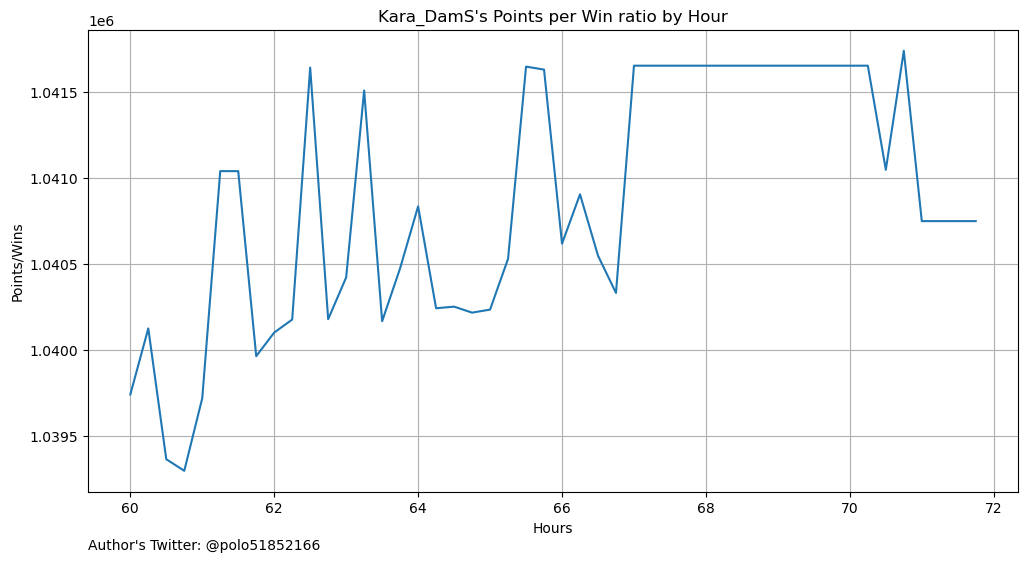 Kara_DamS's Points per Win ratio by Hour
1e6
1.0415
1.0410
1.0405
1.0400
1.0395
Points/Wins
60 62 64 66 68 70 72
Hours
Author's Twitter: @polo51852166